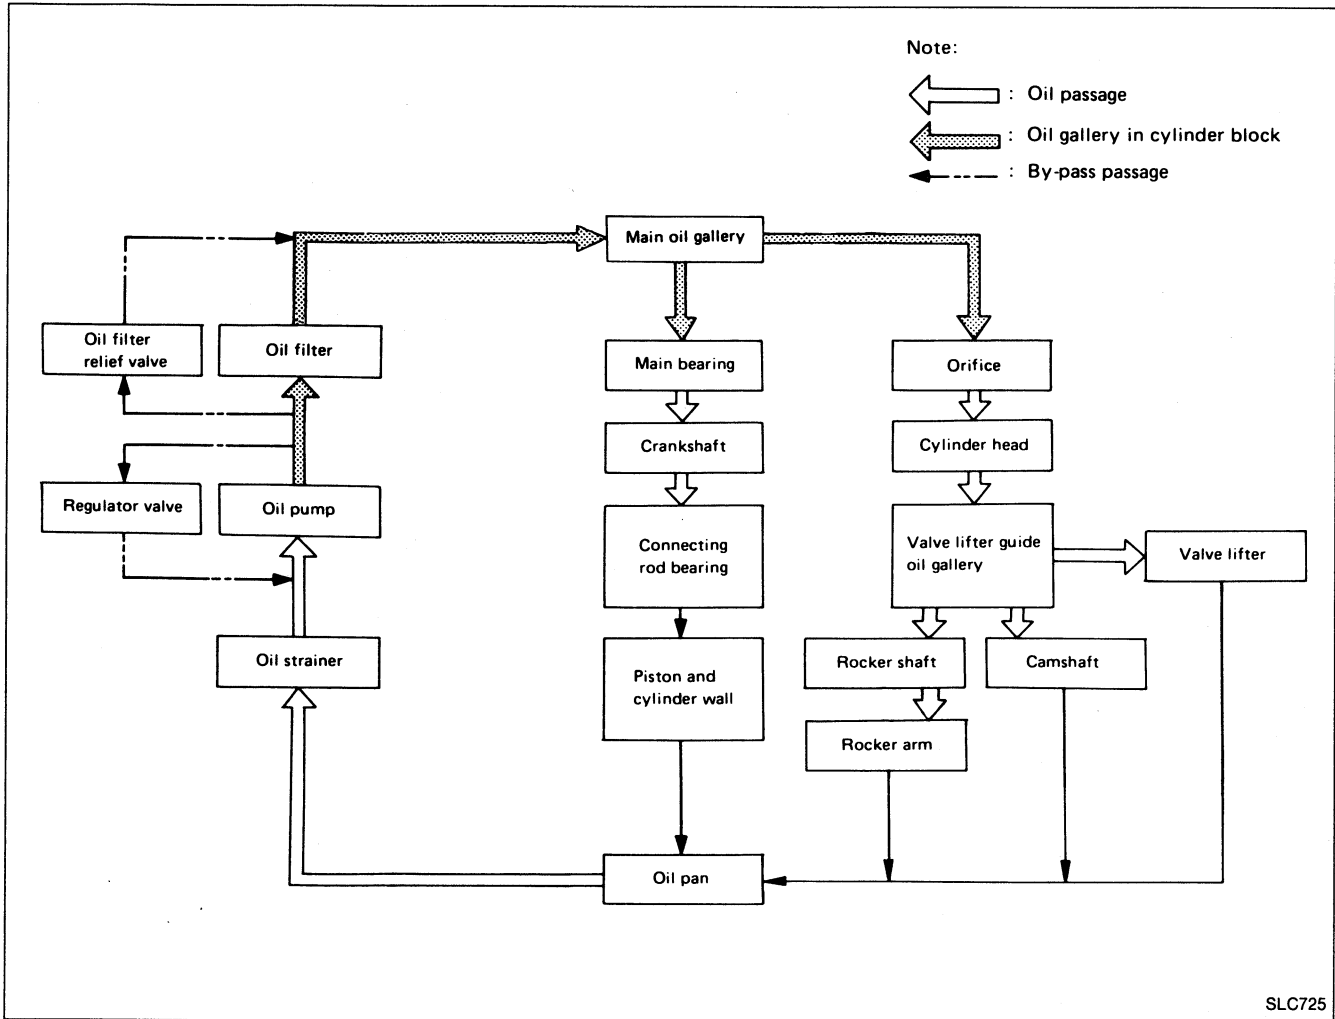 Note:
: Oil passage
: Oil gallery in cylinder block
: By-pass passage
Main oil gallery
Oil filter
relief valve
Oil filter
Main bearing
Orifice
Crankshaft
Cylinder head
Regulator valve
Oil pump
Connecting
rod bearing
Valve lifter guide
oil gallery
Valve lifter
Oil strainer
Piston and
cylinder wall
Rocker shaft
Camshaft
Rocker arm
Oil pan
SLC725